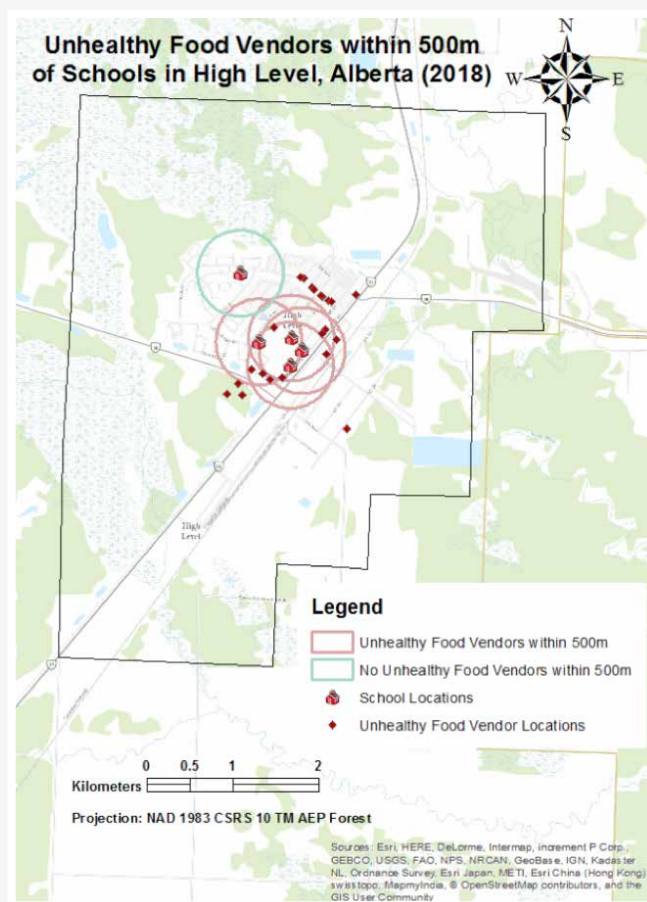 Unhealthy Food Vendors within 500m
of Schools in High Level, Alberta (2018)
N
W
E
S
High
Level
High
Level
Legend
Unhealthy Food Vendors within 500m
No Unhealthy Food Vendors within 500m
School Locations
Unhealthy Food Vendor Locations
0 0.5 1 2
Kilometers
Projection: NAD 1983 CSRS 10 TM AEP Forest
Sources: Esri, HERE, DeLorme, Intermap, increment P Corp.,
GEBCO, USGS, FAO, NPS, NRCAN, GeoBase, IGN, Kadaster
NL, Ordnance Survey, Esri Japan, METI, Esri China (Hong Kong),
swisstopo, MapmyIndia, © OpenStreetMap contributors, and the
GIS User Community